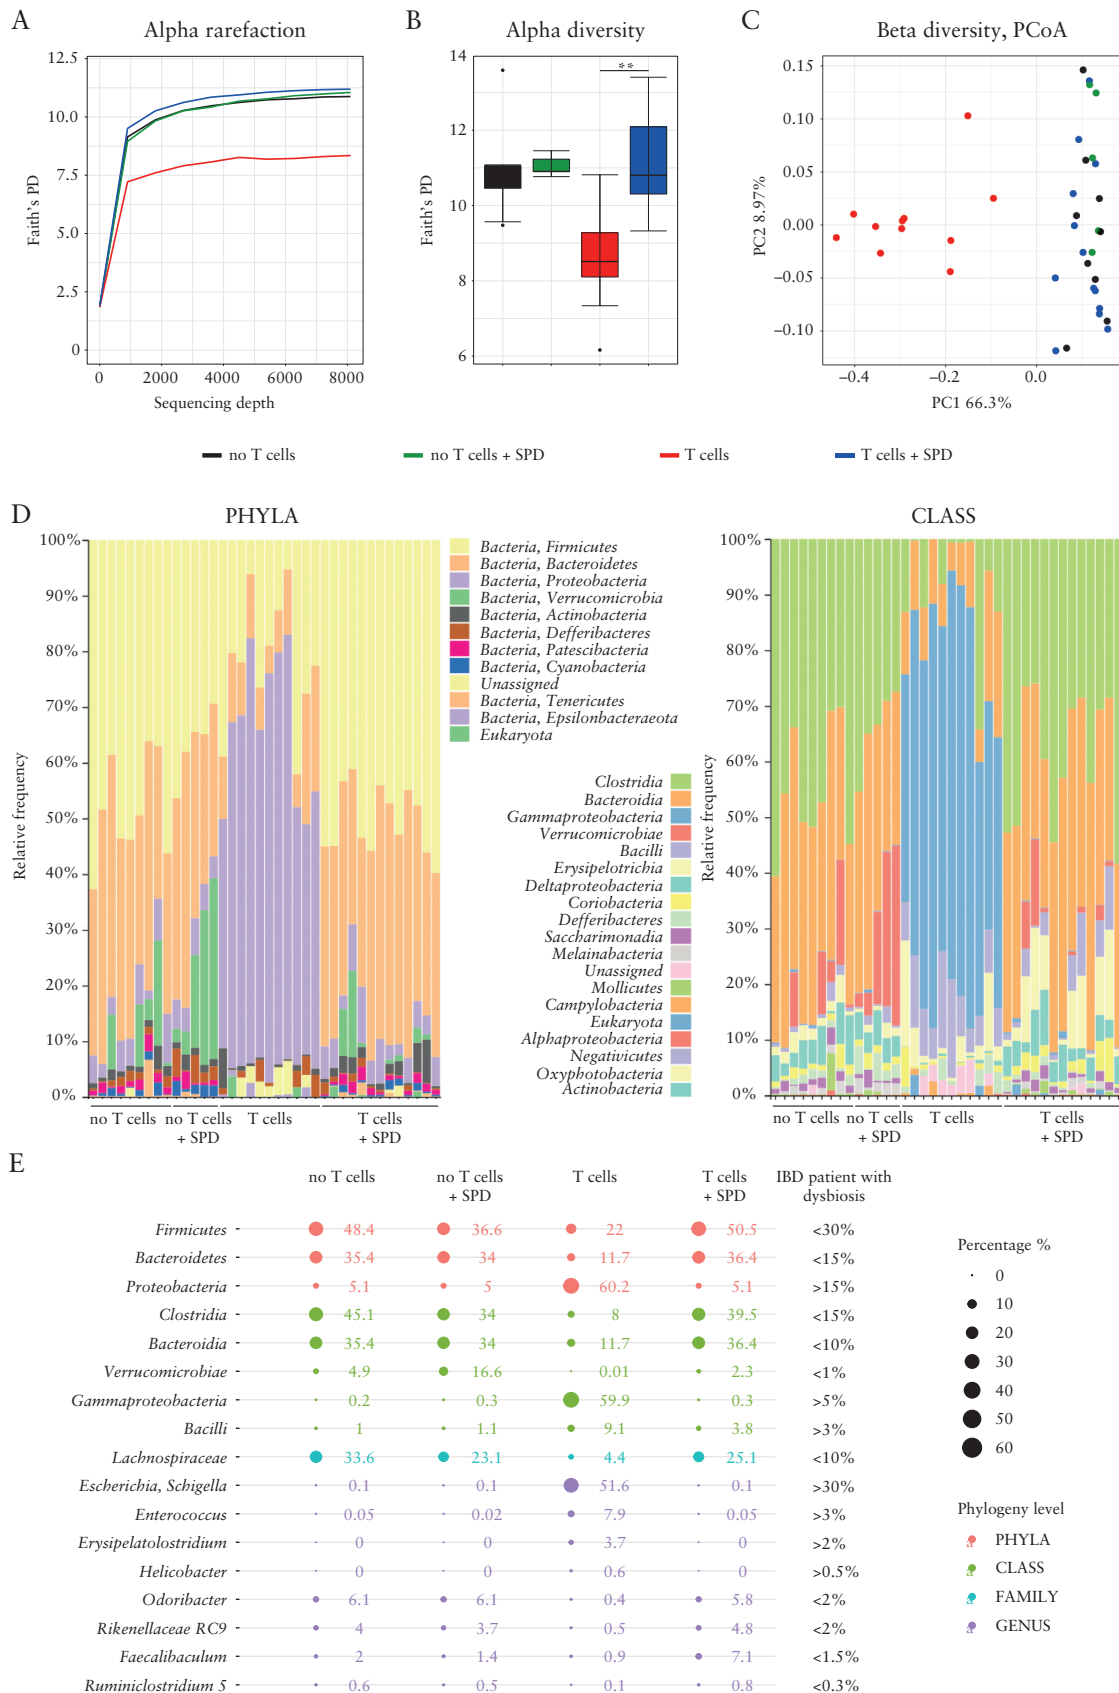 A
Alpha rarefaction
12.5
10.0
7.5
5.0
2.5
0
Faith's PD
0
2000
4000
6000
8000
Sequencing depth
B
Alpha diversity
14
12
10
8
6
Faith's PD
**
C
Beta diversity, PCoA
0.15
0.10
0.05
0.00
−0.05
−0.10
PC2 8.97%
−0.4
−0.2
0.0
PC1 66.3%
no T cells
no T cells + SPD
T cells
T cells + SPD
D
PHYLA
100%
90%
80%
70%
60%
50%
40%
30%
20%
10%
0%
Relative frequency
no T cells
no T cells
+ SPD
T cells
T cells
+ SPD
Bacteria, Firmicutes
Bacteria, Bacteroidetes
Bacteria, Proteobacteria
Bacteria, Verrucomicrobia
Bacteria, Actinobacteria
Bacteria, Defferibacteres
Bacteria, Patescibacteria
Bacteria, Cyanobacteria
Unassigned
Bacteria, Tenericutes
Bacteria, Epsilonbacteraeota
Eukaryota
CLASS
Clostridia
Bacteroidia
Gammaproteobacteria
Verrucomicrobiae
Bacilli
Erysipelotrichia
Deltaproteobacteria
Coriobacteria
Defferibacteres
Saccharimonadia
Melainabacteria
Unassigned
Mollicutes
Campylobacteria
Eukaryota
Alphaproteobacteria
Negativicutes
Oxyphotobacteria
Actinobacteria
100%
90%
80%
70%
60%
50%
40%
30%
20%
10%
0%
Relative frequency
no T cells
no T cells
+ SPD
T cells
T cells
+ SPD
E
no T cells
no T cells
+ SPD
T cells
T cells
+ SPD
IBD patient with
dysbiosis
Firmicutes 48.4 36.6 22 50.5 <30%
Bacteroidetes 35.4 34 11.7 36.4 <15%
Proteobacteria 5.1 5 60.2 5.1 >15%
Clostridia 45.1 34 8 39.5 <15%
Bacteroidia 35.4 34 11.7 36.4 <10%
Verrucomicrobiae 4.9 16.6 0.01 2.3 <1%
Gammaproteobacteria 0.2 0.3 59.9 0.3 >5%
Bacilli 1 1.1 9.1 3.8 >3%
Lachnospiraceae 33.6 23.1 4.4 25.1 <10%
Escherichia, Schigella 0.1 0.1 51.6 0.1 >30%
Enterococcus 0.05 0.02 7.9 0.05 >3%
Erysipelatolostridium 0 0 3.7 0 >2%
Helicobacter 0 0 0.6 0 >0.5%
Odoribacter 6.1 6.1 0.4 5.8 <2%
Rikenellaceae RC9 4 3.7 0.5 4.8 <2%
Faecalibaculum 2 1.4 0.9 7.1 <1.5%
Ruminiclostridium 5 0.6 0.5 0.1 0.8 <0.3%
Percentage %
0
10
20
30
40
50
60
Phylogeny level
a PHYLA
a CLASS
a FAMILY
a GENUS